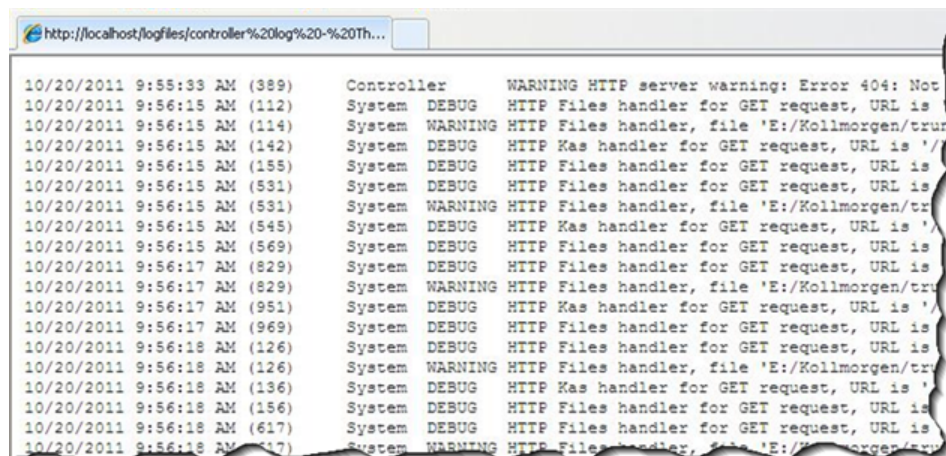 http://localhost/logfiles/controller%20log%20-%20Th...
10/20/2011 9:55:33 AM (389) Controller WARNING HTTP server warning: Error 404: Not
10/20/2011 9:56:15 AM (112) System DEBUG HTTP Files handler for GET request, URL is
10/20/2011 9:56:15 AM (114) System WARNING HTTP Files handler, file 'E:/Kollmorgen/tru
10/20/2011 9:56:15 AM (142) System DEBUG HTTP Kas handler for GET request, URL is '/
10/20/2011 9:56:15 AM (155) System DEBUG HTTP Files handler for GET request, URL is
10/20/2011 9:56:15 AM (531) System DEBUG HTTP Files handler for GET request, URL is
10/20/2011 9:56:15 AM (531) System WARNING HTTP Files handler, file 'E:/Kollmorgen/tr
10/20/2011 9:56:15 AM (545) System DEBUG HTTP Kas handler for GET request, URL is '/
10/20/2011 9:56:15 AM (569) System DEBUG HTTP Files handler for GET request, URL is
10/20/2011 9:56:17 AM (829) System DEBUG HTTP Files handler for GET request, URL is
10/20/2011 9:56:17 AM (829) System WARNING HTTP Files handler, file 'E:/Kollmorgen/tru
10/20/2011 9:56:17 AM (951) System DEBUG HTTP Kas handler for GET request, URL is '/
10/20/2011 9:56:17 AM (969) System DEBUG HTTP Files handler for GET request, URL is
10/20/2011 9:56:18 AM (126) System DEBUG HTTP Files handler for GET request, URL is
10/20/2011 9:56:18 AM (126) System WARNING HTTP Files handler, file 'E:/Kollmorgen/tru
10/20/2011 9:56:18 AM (136) System DEBUG HTTP Kas handler for GET request, URL is '
10/20/2011 9:56:18 AM (156) System DEBUG HTTP Files handler for GET request, URL is
10/20/2011 9:56:18 AM (617) System DEBUG HTTP Files handler for GET request, URL is
10/20/2011 9:56:18 System WARNING HTTP